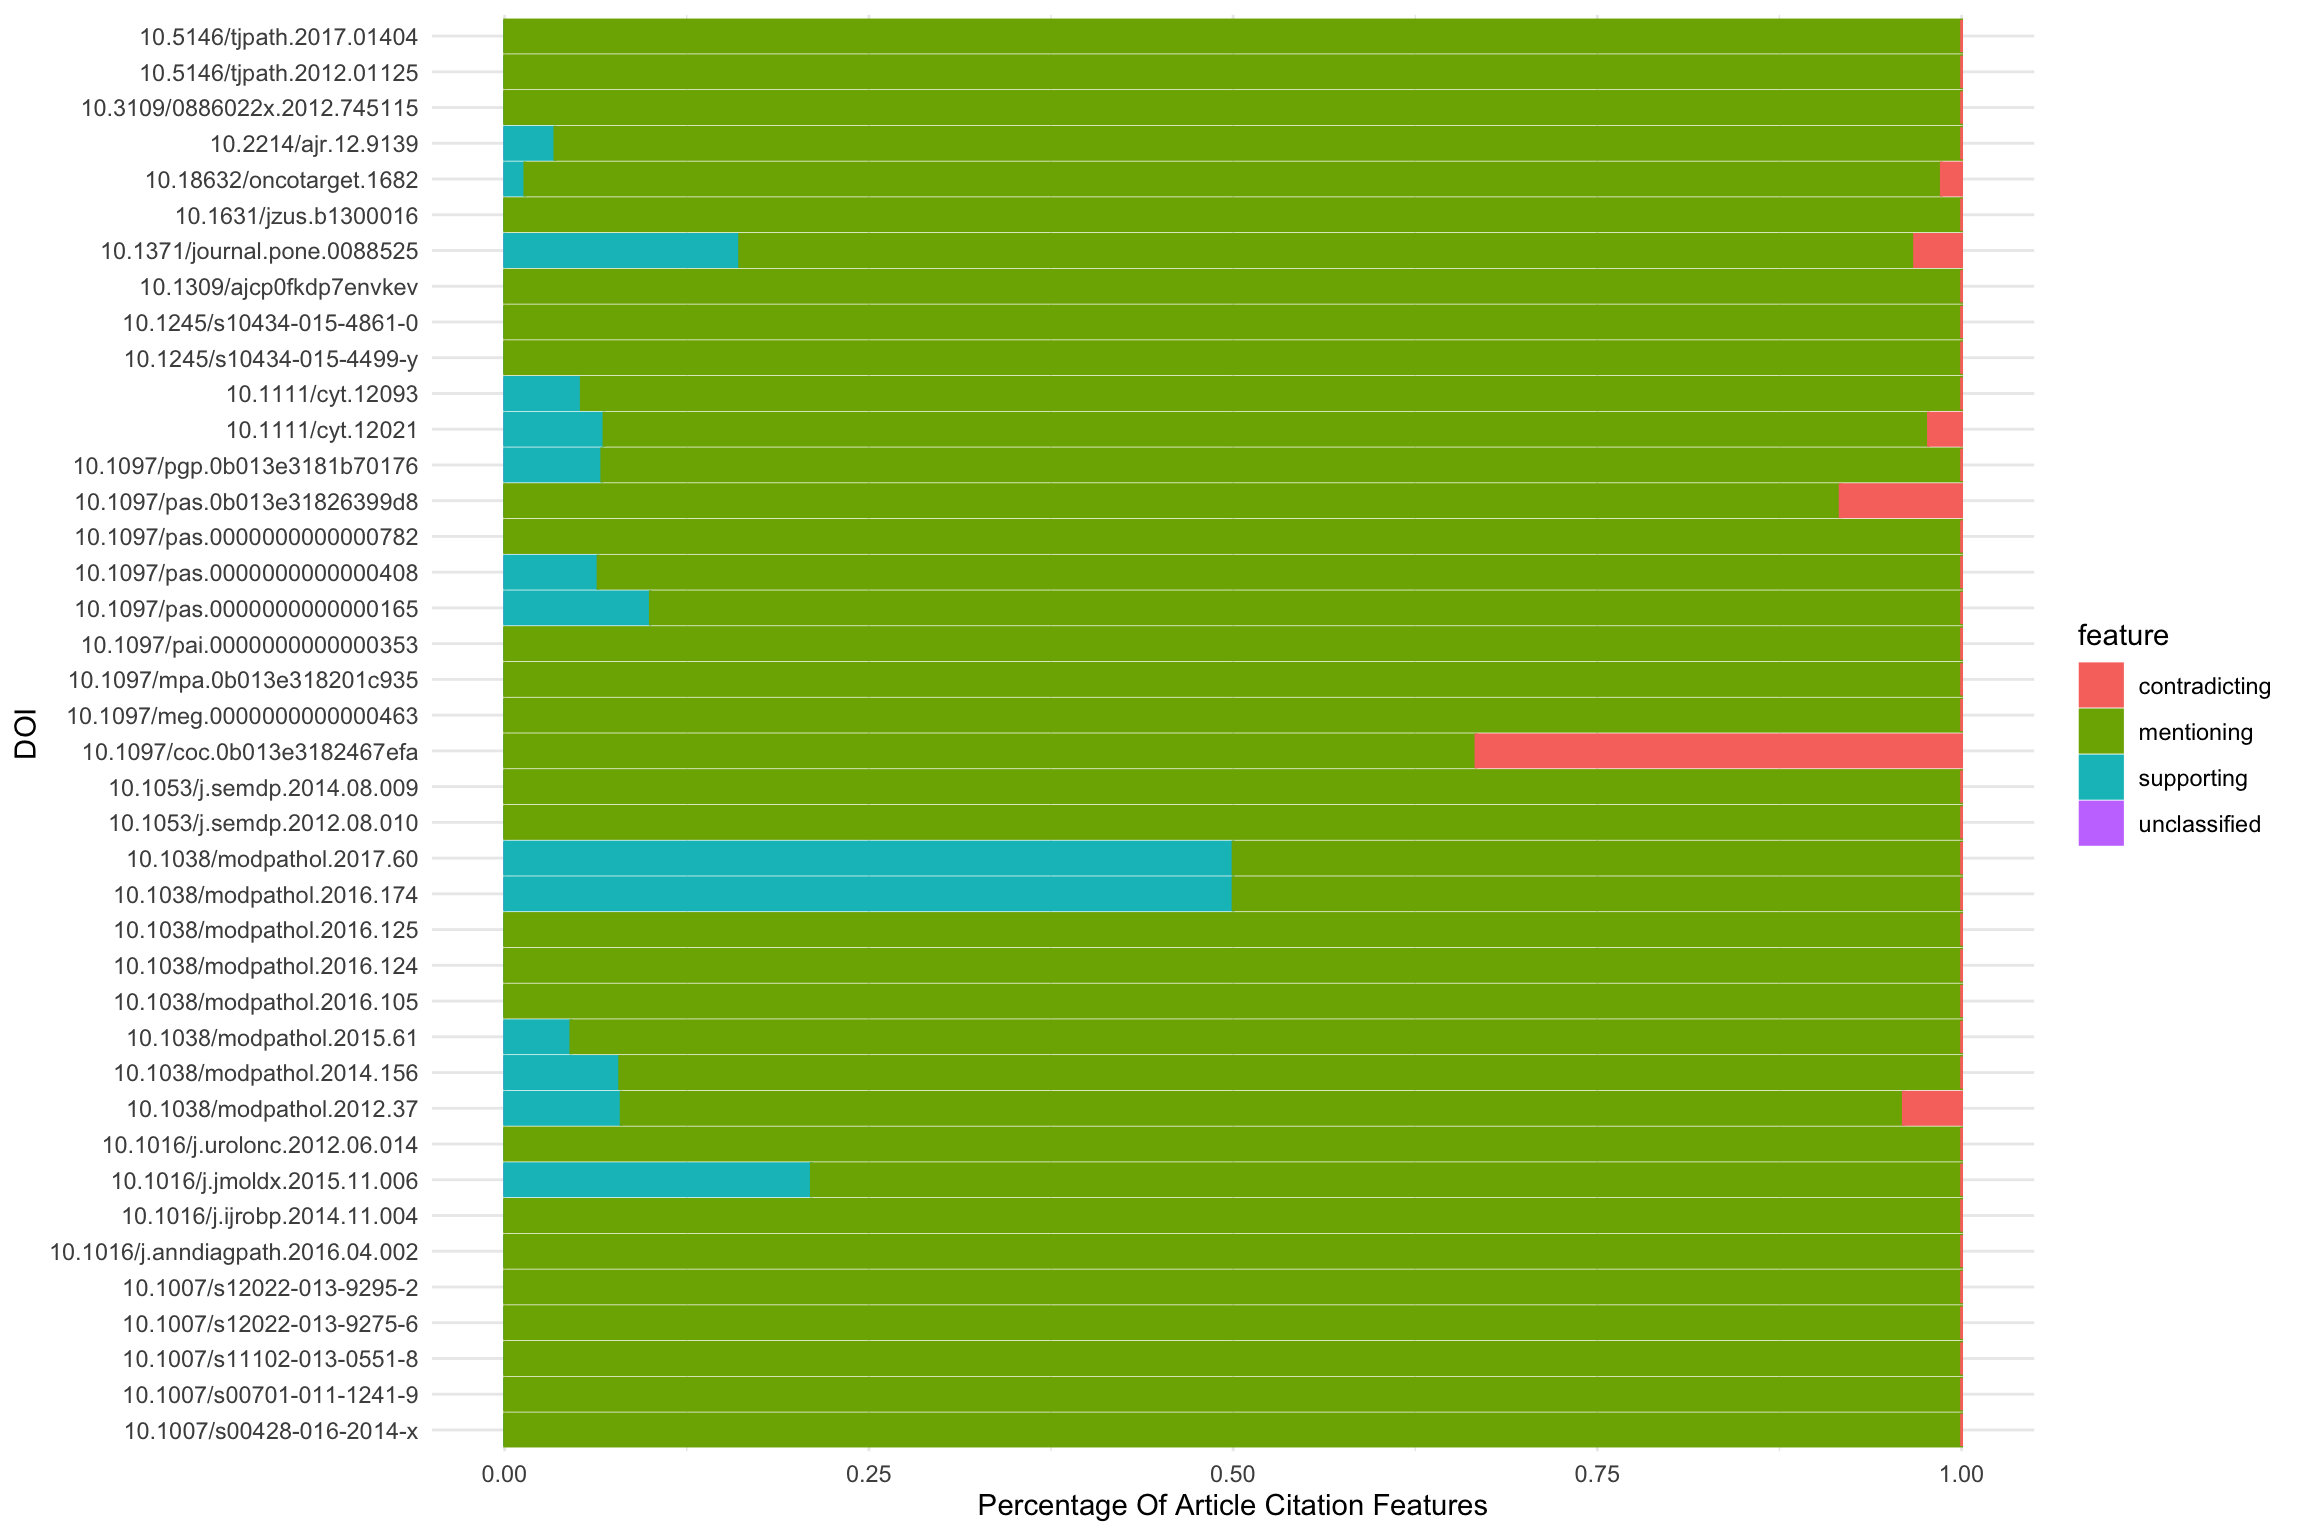 10.5146/tjpath.2017.01404
10.5146/tjpath.2012.01125
10.3109/0886022x.2012.745115
10.2214/ajr.12.9139
10.18632/oncotarget.1682
10.1631/jzus.b1300016
10.1371/journal.pone.0088525
10.1309/ajcp0fkdp7envkev
10.1245/s10434-015-4861-0
10.1245/s10434-015-4499-y
10.1111/cyt.12093
10.1111/cyt.12021
10.1097/pgp.0b013e3181b70176
10.1097/pas.0b013e31826399d8
10.1097/pas.0000000000000782
10.1097/pas.0000000000000408
10.1097/pas.0000000000000165
10.1097/pai.0000000000000353
10.1097/mpa.0b013e318201c935
10.1097/meg.0000000000000463
10.1097/coc.0b013e3182467efa
10.1053/j.semdp.2014.08.009
10.1053/j.semdp.2012.08.010
10.1038/modpathol.2017.60
10.1038/modpathol.2016.174
10.1038/modpathol.2016.125
10.1038/modpathol.2016.124
10.1038/modpathol.2016.105
10.1038/modpathol.2015.61
10.1038/modpathol.2014.156
10.1038/modpathol.2012.37
10.1016/j.urolonc.2012.06.014
10.1016/j.jmoldx.2015.11.006
10.1016/j.ijrobp.2014.11.004
10.1016/j.anndiagpath.2016.04.002
10.1007/s12022-013-9295-2
10.1007/s12022-013-9275-6
10.1007/s11102-013-0551-8
10.1007/s00701-011-1241-9
10.1007/s00428-016-2014-x
DOI
0.00 0.25 0.50 0.75 1.00
Percentage Of Article Citation Features
feature
contradicting
mentioning
supporting
unclassified